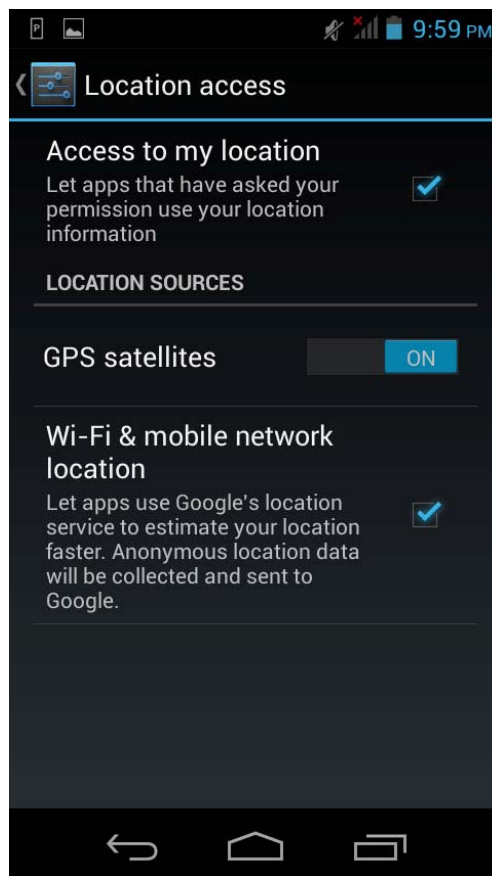 P
9:59 PM
Location access
Access to my location
Let apps that have asked your
permission use your location
information
LOCATION SOURCES
GPS satellites
ON
Wi-Fi & mobile network
location
Let apps use Google's location
service to estimate your location
faster. Anonymous location data
will be collected and sent to
Google.